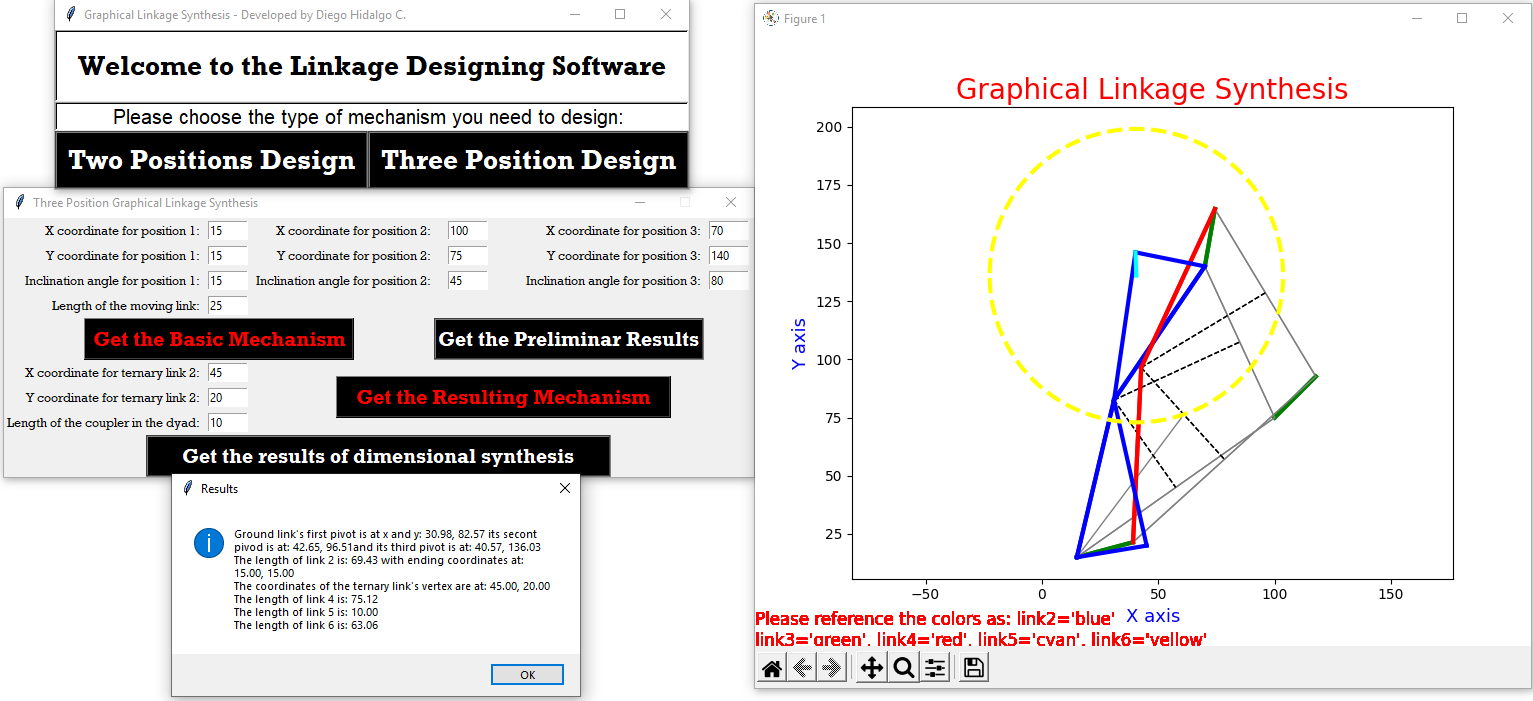 Graphical Linkage Synthesis - Developed by Diego Hidalgo C.
Welcome to the Linkage Designing Software
Please choose the type of mechanism you need to design:
Two Positions Design Three Position Design
Three Position Graphical Linkage Synthesis
X coordinate for position 1: 15 X coordinate for position 2: 100 X coordinate for position 3: 70
Y coordinate for position 1: 15 Y coordinate for position 2: 75 Y coordinate for position 3: 140
Inclination angle for position 1: 15 Inclination angle for position 2: 45 Inclination angle for position 3: 80
Length of the moving link: 25
Get the Basic Mechanism Get the Preliminar Results
X coordinate for ternary link 2: 45
Y coordinate for ternary link 2: 20
Get the Resulting Mechanism
Length of the coupler in the dyad: 10
Get the results of dimensional synthesis
Results
Ground link's first pivot is at x and y: 30.98, 82.57 its secont
pivod is at: 42.65, 96.51and its third pivot is at: 40.57, 136.03
The length of link 2 is: 69.43 with ending coordinates at:
15.00, 15.00
The coordinates of the ternary link's vertex are at: 45.00, 20.00
The length of link 4 is: 75.12
The length of link 5 is: 10.00
The length of link 6 is: 63.06
OK
Figure 1
Graphical Linkage Synthesis
200
175
150
125
100
75
50
25
Y axis
−50 0 50 100 150
X axis
Please reference the colors as: link2='blue'
link3='green', link4='red', link5='cyan', link6='yellow'